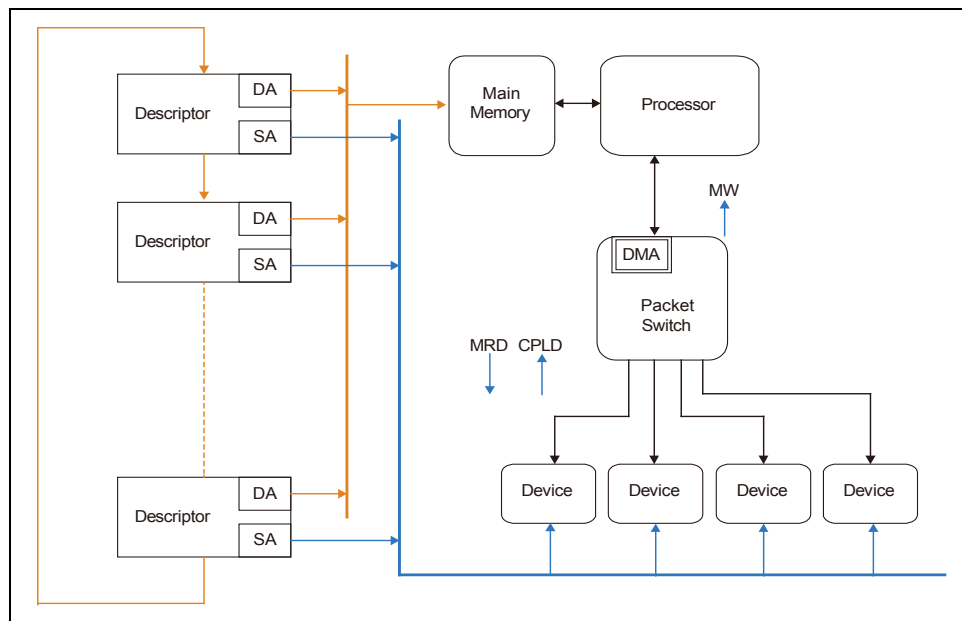 Descriptor
DA
SA
Descriptor
DA
SA
Descriptor
DA
SA
Main
Memory
Processor
MW
DMA
Packet
Switch
MRD
CPLD
Device
Device
Device
Device